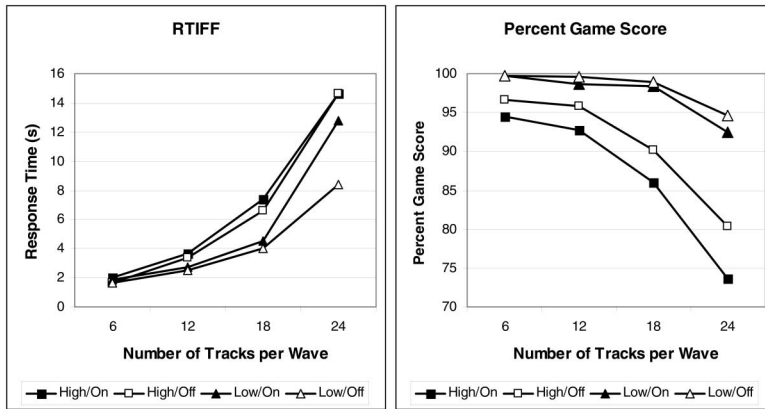 RTIFF
Response Time (s)
16
14
12
10
8
6
4
2
0
6 12 18 24
Number of Tracks per Wave
High/On High/Off Low/On Low/Off
Percent Game Score
Percent Game Score
100
95
90
85
80
75
70
6 12 18 24
Number of Tracks per Wave
High/On High/Off Low/On Low/Off